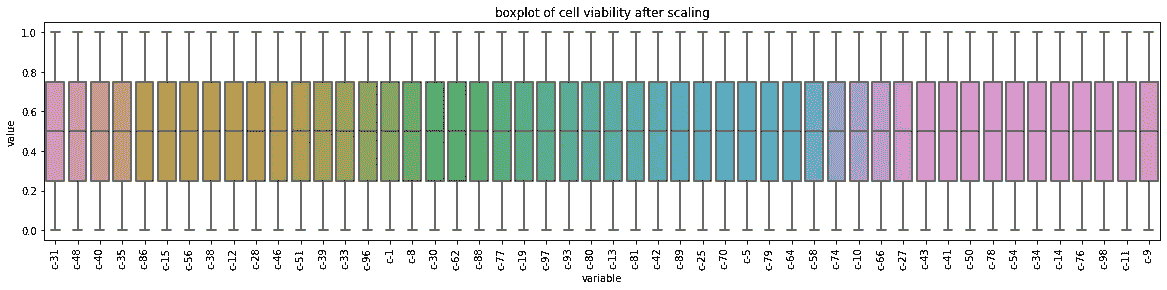 boxplot of cell viability after scaling
1.0
0.8
0.6
0.4
0.2
0.0
value
c-31
c-48
c-40
c-35
c-86
c-15
c-56
c-38
c-12
c-28
c-46
c-51
c-39
c-33
c-96
c-1
c-8
c-30
c-62
c-88
c-77
c-19
c-97
c-93
c-80
c-13
c-81
c-42
c-89
c-25
c-70
c-5
c-79
c-64
c-58
c-74
c-10
c-66
c-27
c-43
c-41
c-50
c-78
c-54
c-34
c-14
c-76
c-98
c-11
c-9
variable